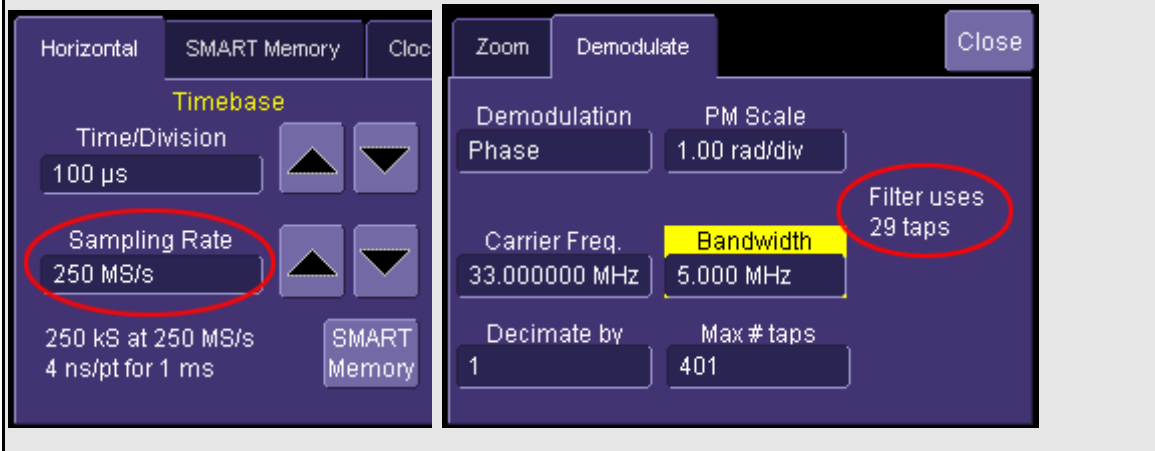 Horizontal
SMART Memory
Cloc
Timebase
Time/Division
100 µs
Sampling Rate
250 MS/s
250 kS at 250 MS/s
4 ns/pt for 1 ms
SMART
Memory
Zoom
Demodulate
Close
Demodulation
PM Scale
Phase
1.00 rad/div
Filter uses
29 taps
Carrier Freq.
Bandwidth
33.000000 MHz
5.000 MHz
Decimate by
Max # taps
1
401